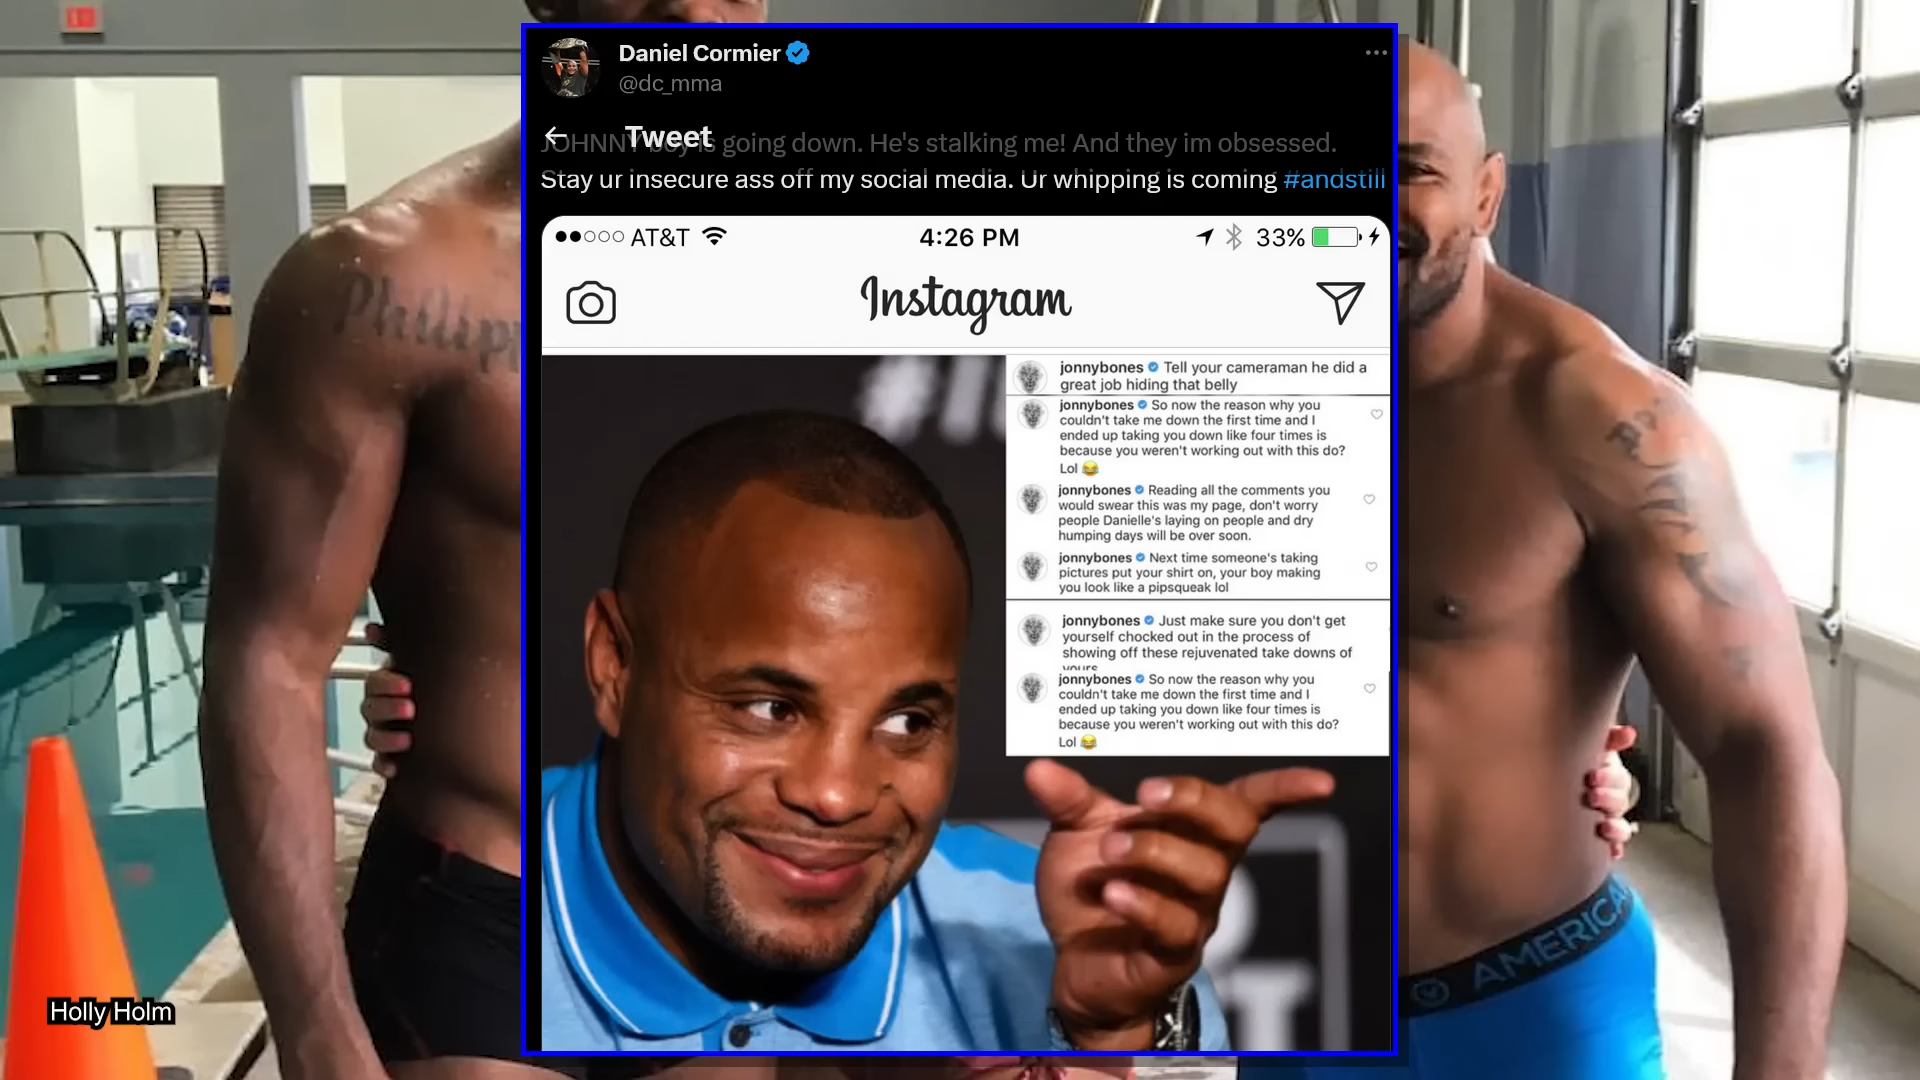 Daniel Cormier
@dc_mma
Tweet
JOHNNY boy is going down. He's stalking me! And they im obsessed.
Stay ur insecure ass off my social media. Ur whipping is coming #andstill
AT&T 4:26 PM 33%
Instagram
jonnybones Tell your cameraman he did a
great job hiding that belly
jonnybones So now the reason why you
couldn't take me down the first time and I
ended up taking you down like four times is
because you weren't working out with this do?
Lol 😂
jonnybones Reading all the comments you
would swear this was my page, don't worry
people Danielle's laying on people and dry
humping days will be over soon.
jonnybones Next time someone's taking
pictures put your shirt on, your boy making
you look like a pipsqueak lol
jonnybones Just make sure you don't get
yourself chocked out in the process of
showing off these rejuvenated take downs of
yours
jonnybones So now the reason why you
couldn't take me down the first time and I
ended up taking you down like four times is
because you weren't working out with this do?
Lol 😂
AMERICA
Holly Holm